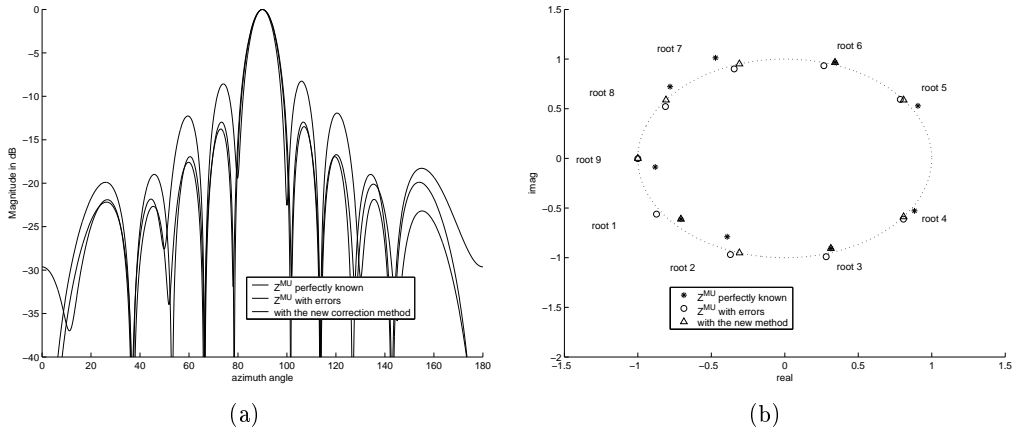 0
−5
−10
−15
−20
−25
−30
−35
−40
Magnitude in dB
0 20 40 60 80 100 120 140 160 180
azimuth angle
Z^MU perfectly known
Z^MU with errors
with the new correction method
(a)
1.5
1
0.5
0
−0.5
−1
−1.5
−2
imag
−1.5 −1 −0.5 0 0.5 1 1.5
real
root 7
root 6
root 8
root 5
root 9
root 1
root 4
root 2
root 3
Z^MU perfectly known
Z^MU with errors
with the new method
(b)